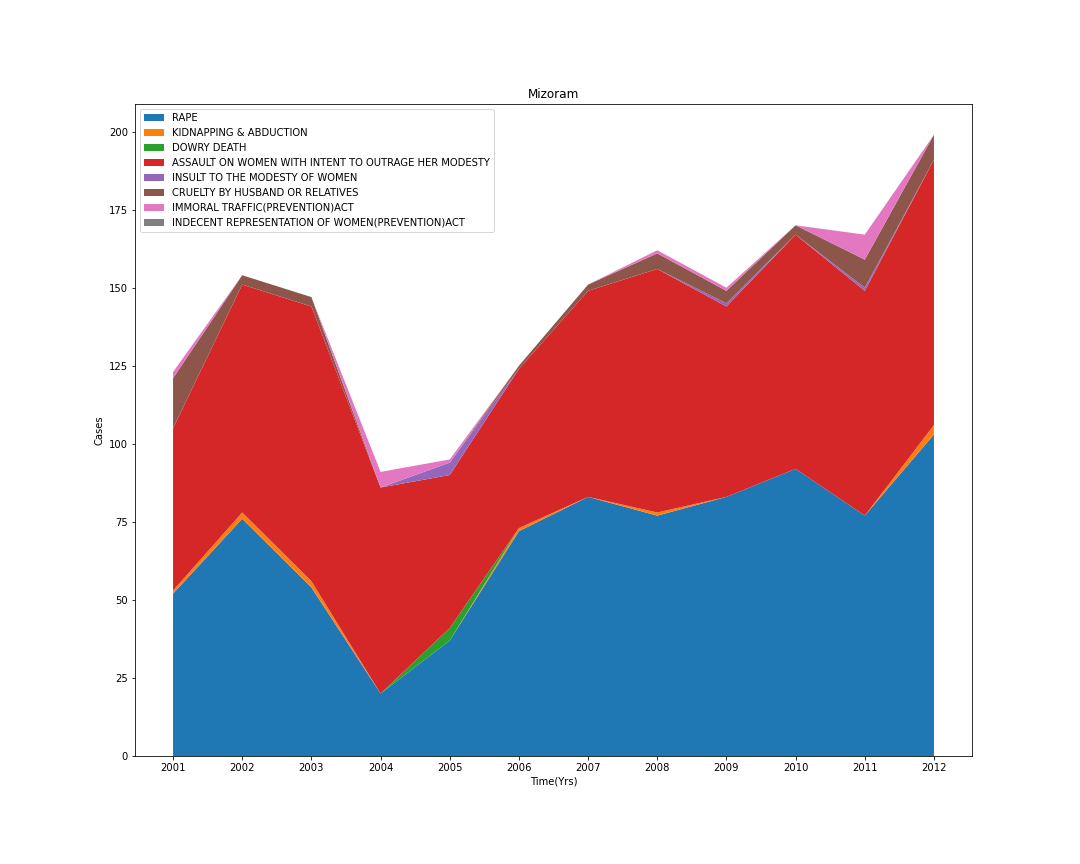 Mizoram
RAPE
KIDNAPPING & ABDUCTION
DOWRY DEATH
ASSAULT ON WOMEN WITH INTENT TO OUTRAGE HER MODESTY
INSULT TO THE MODESTY OF WOMEN
CRUELTY BY HUSBAND OR RELATIVES
IMMORAL TRAFFIC(PREVENTION)ACT
INDECENT REPRESENTATION OF WOMEN(PREVENTION)ACT
200
175
150
125
100
75
50
25
0
Cases
2001 2002 2003 2004 2005 2006 2007 2008 2009 2010 2011 2012
Time(Yrs)